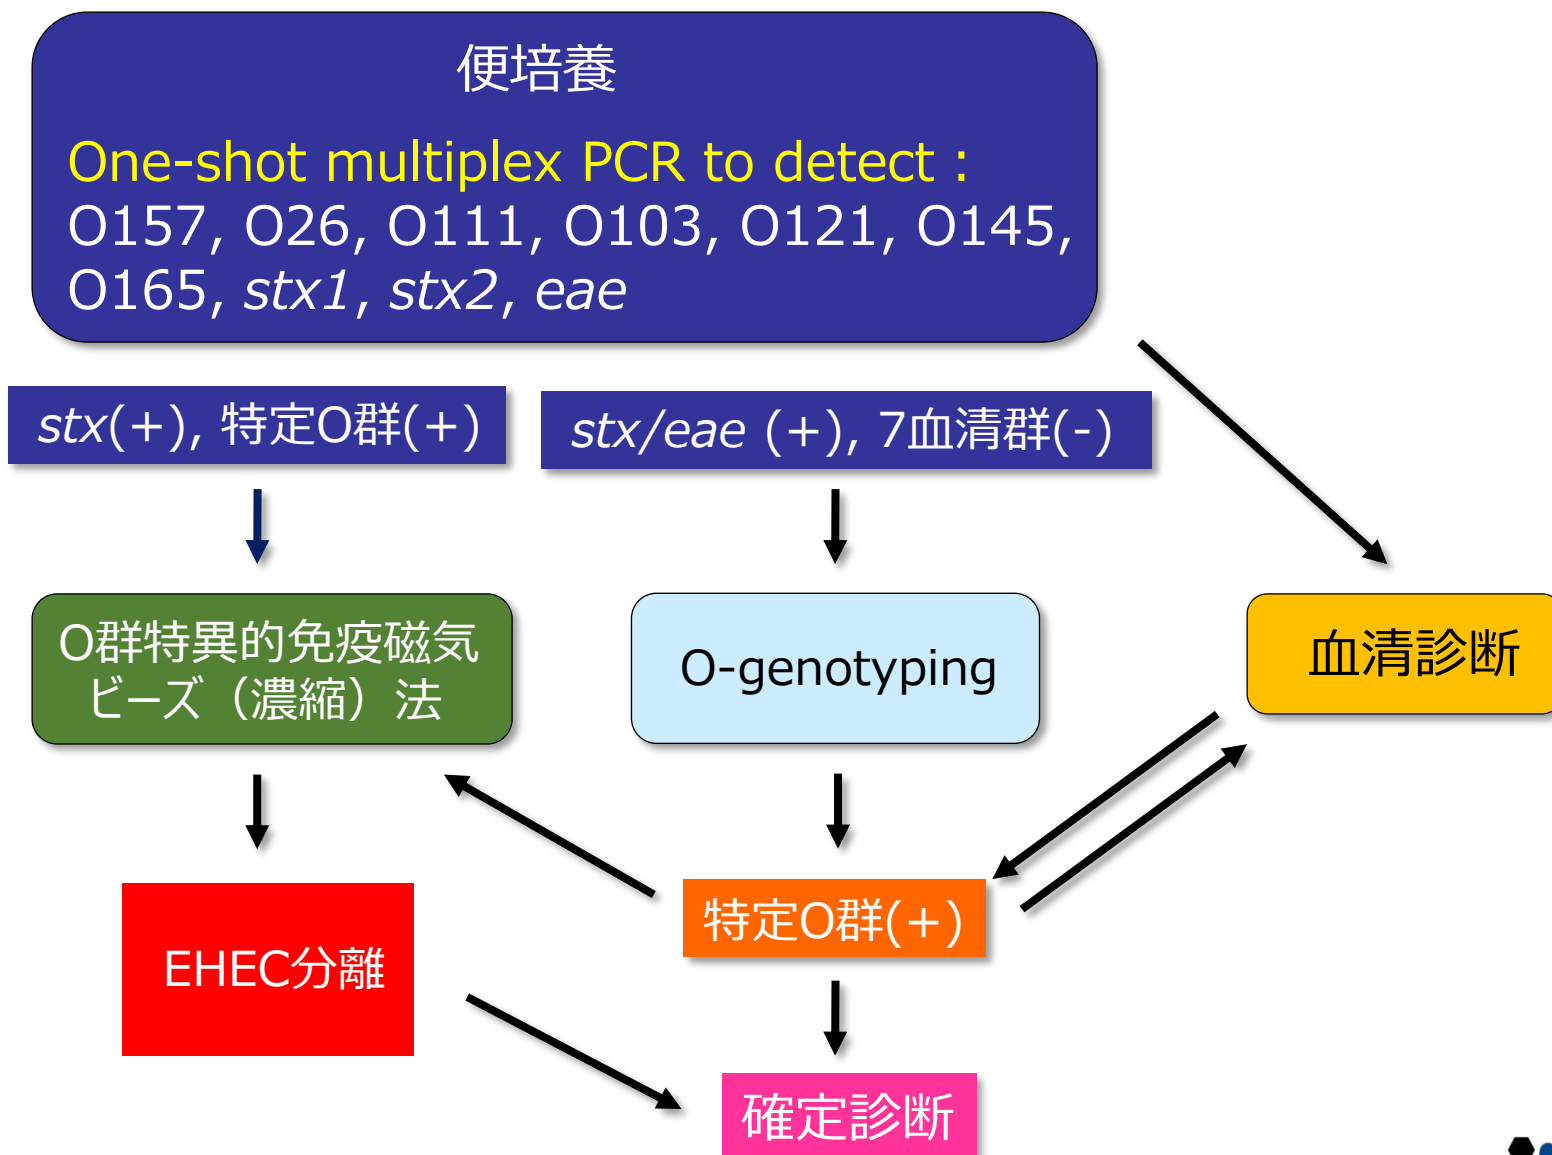 便培養
One-shot multiplex PCR to detect :
O157, O26, O111, O103, O121, O145,
O165, stx1, stx2, eae
stx(+), 特定O群(+)
stx/eae (+), 7血清群(-)
O群特異的免疫磁気
ビーズ（濃縮）法
O-genotyping
血清診断
EHEC分離
特定O群(+)
確定診断